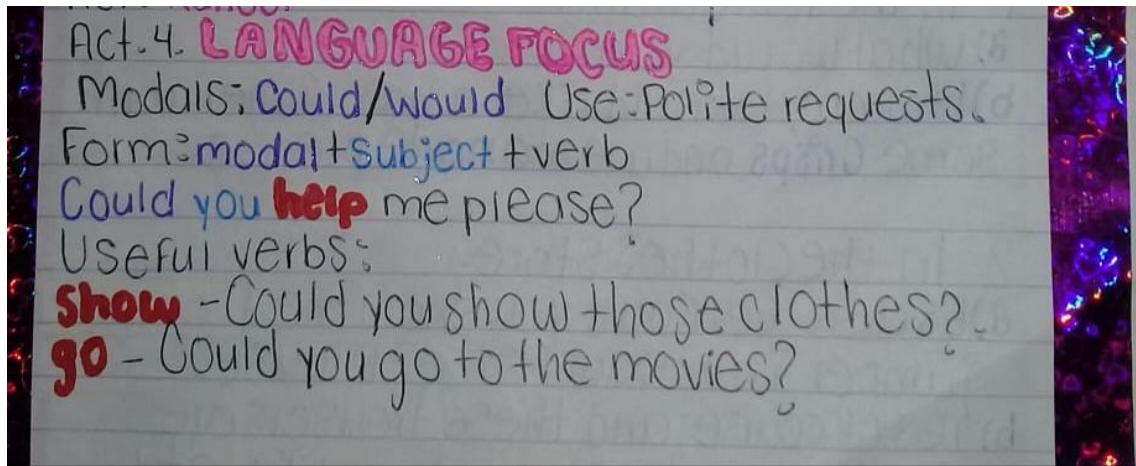 Act.4. LANGUAGE FOCUS
Modals: Could/Would Use: Polite requests.
Form: modal + subject + verb
Could you help me please?
Useful verbs:
Show - Could you show those clothes?
go - Could you go to the movies?